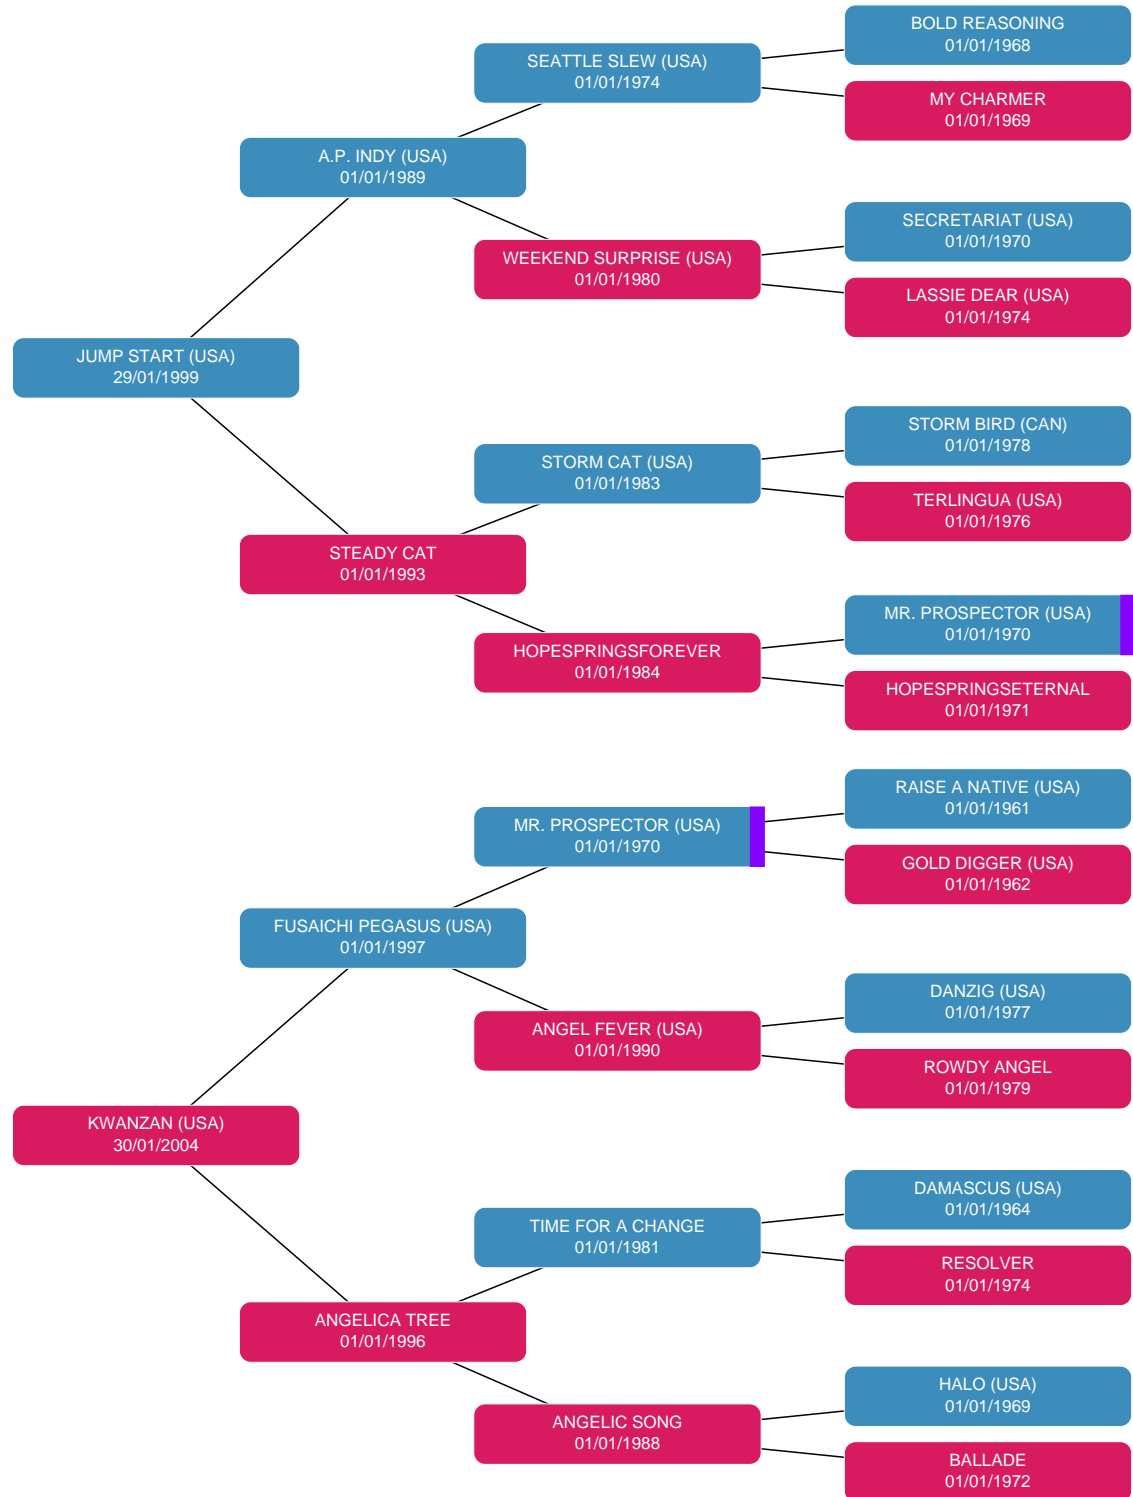 BOLD REASONING
01/01/1968
SEATTLE SLEW (USA)
01/01/1974
MY CHARMER
01/01/1969
A.P. INDY (USA)
01/01/1989
SECRETARIAT (USA)
01/01/1970
WEEKEND SURPRISE (USA)
01/01/1980
LASSIE DEAR (USA)
01/01/1974
JUMP START (USA)
29/01/1999
STORM BIRD (CAN)
01/01/1978
STORM CAT (USA)
01/01/1983
TERLINGUA (USA)
01/01/1976
STEADY CAT
01/01/1993
MR. PROSPECTOR (USA)
01/01/1970
HOPESPRINGSFOREVER
01/01/1984
HOPESPRINGSETERNAL
01/01/1971
RAISE A NATIVE (USA)
01/01/1961
MR. PROSPECTOR (USA)
01/01/1970
GOLD DIGGER (USA)
01/01/1962
FUSAICHI PEGASUS (USA)
01/01/1997
DANZIG (USA)
01/01/1977
ANGEL FEVER (USA)
01/01/1990
ROWDY ANGEL
01/01/1979
KWANZAN (USA)
30/01/2004
DAMASCUS (USA)
01/01/1964
TIME FOR A CHANGE
01/01/1981
RESOLVER
01/01/1974
ANGELICA TREE
01/01/1996
HALO (USA)
01/01/1969
ANGELIC SONG
01/01/1988
BALLADE
01/01/1972